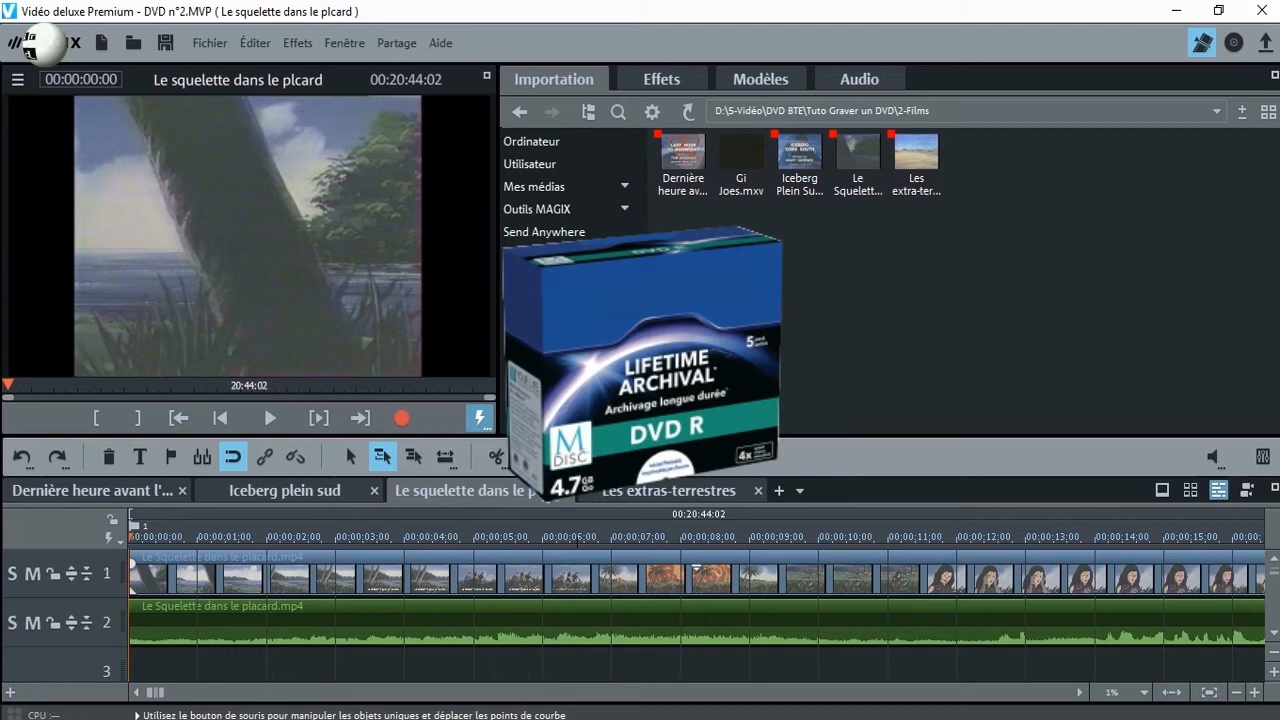 Vidéo deluxe Premium - DVD n°2.MVP ( Le squelette dans le plcard )
Fichier Éditer Effets Fenêtre Partage Aide
00:00:00:00 Le squelette dans le plcard 00:20:44:02
Importation Effets Modèles Audio
D:\5-Vidéo\DVD BTE\Tuto Graver un DVD\2-Films
Ordinateur
Utilisateur
Mes médias
Outils MAGIX
Send Anywhere
Dernière heure av...
Gi Joes.mxv
Iceberg Plein Su...
Le Squelett...
Les extra-ter...
LIFETIME
ARCHIVAL
Archivage longue durée
5
DVD R
M
DISC
4x
4.7 GB Go
20:44:02
Dernière heure avant l'... Iceberg plein sud Le squelette dans le p Les extras-terrestres
00:20:44:02
1
00:00:00;00 00:00:01;00 00:00:02;00 00:00:03;00 00:00:04;00 00:00:05;00 00:00:06;00 00:00:07;00 00:00:08;00 00:00:09;00 00:00:10;00 00:00:11;00 00:00:12;00 00:00:13;00 00:00:14;00 00:00:15;00 00:00:
Le Squelette dans le placard.mp4
S M 1
Le Squelette dans le placard.mp4
S M 2
3
1%
CPU :--- Utilisez le bouton de souris pour manipuler les objets uniques et déplacer les points de courbe